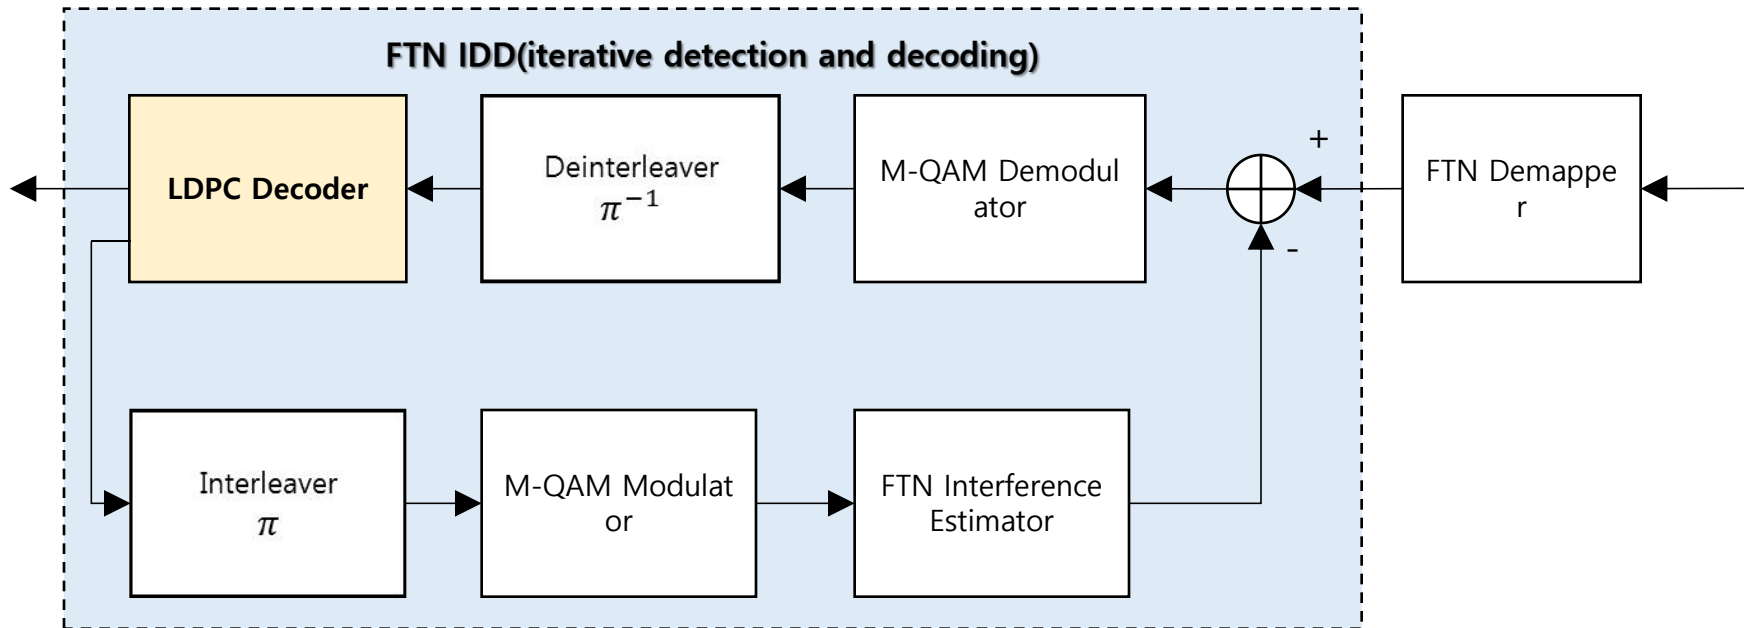 FTN IDD(iterative detection and decoding)
LDPC Decoder
Deinterleaver
π⁻¹
M-QAM Demodul
ator
+
-
FTN Demappe
r
Interleaver
π
M-QAM Modulat
or
FTN Interference
Estimator